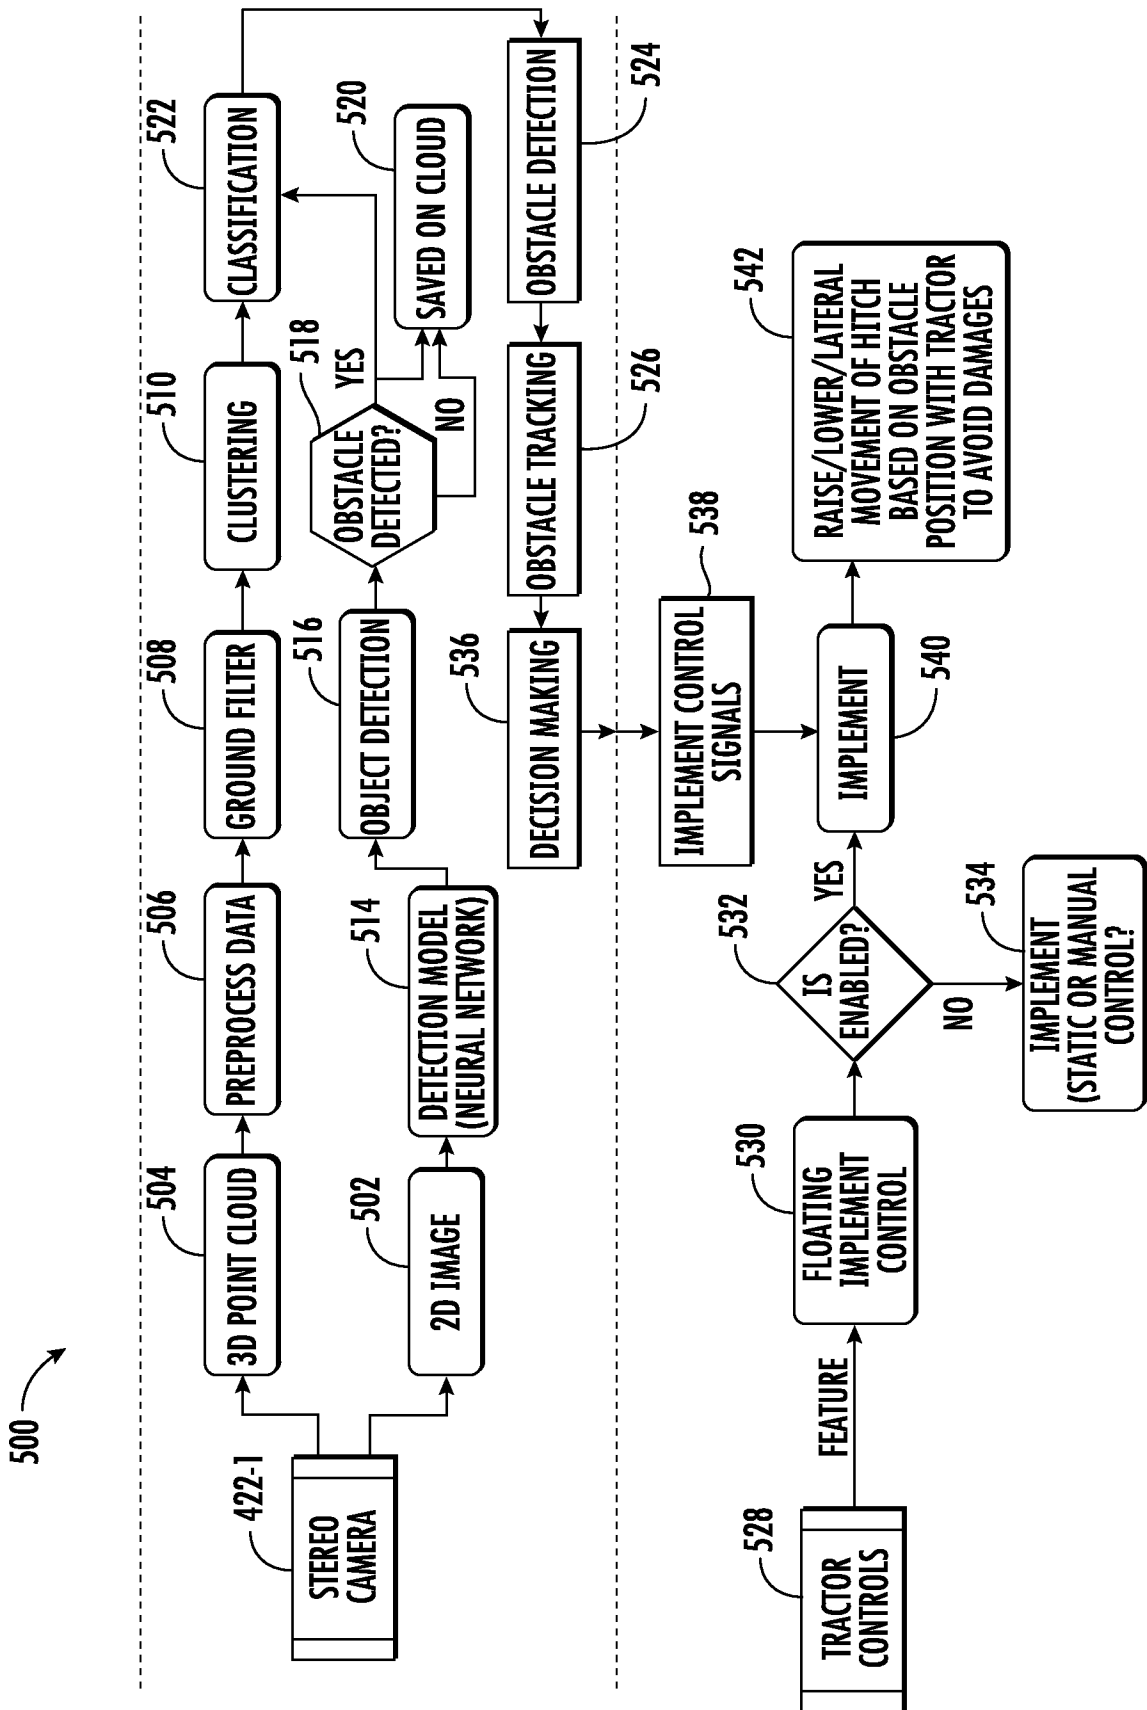 500
422-1
STEREO
CAMERA
504
3D POINT CLOUD
506
PREPROCESS DATA
508
GROUND FILTER
510
CLUSTERING
522
CLASSIFICATION
502
2D IMAGE
514
DETECTION MODEL
(NEURAL NETWORK)
516
OBJECT DETECTION
518
OBSTACLE
DETECTED?
YES
NO
520
SAVED ON CLOUD
524
OBSTACLE DETECTION
526
OBSTACLE TRACKING
536
DECISION MAKING
538
IMPLEMENT CONTROL
SIGNALS
528
TRACTOR
CONTROLS
FEATURE
530
FLOATING
IMPLEMENT
CONTROL
532
IS
ENABLED?
YES
NO
534
IMPLEMENT
(STATIC OR MANUAL
CONTROL?
540
IMPLEMENT
542
RAISE/LOWER/LATERAL
MOVEMENT OF HITCH
BASED ON OBSTACLE
POSITION WITH TRACTOR
TO AVOID DAMAGES